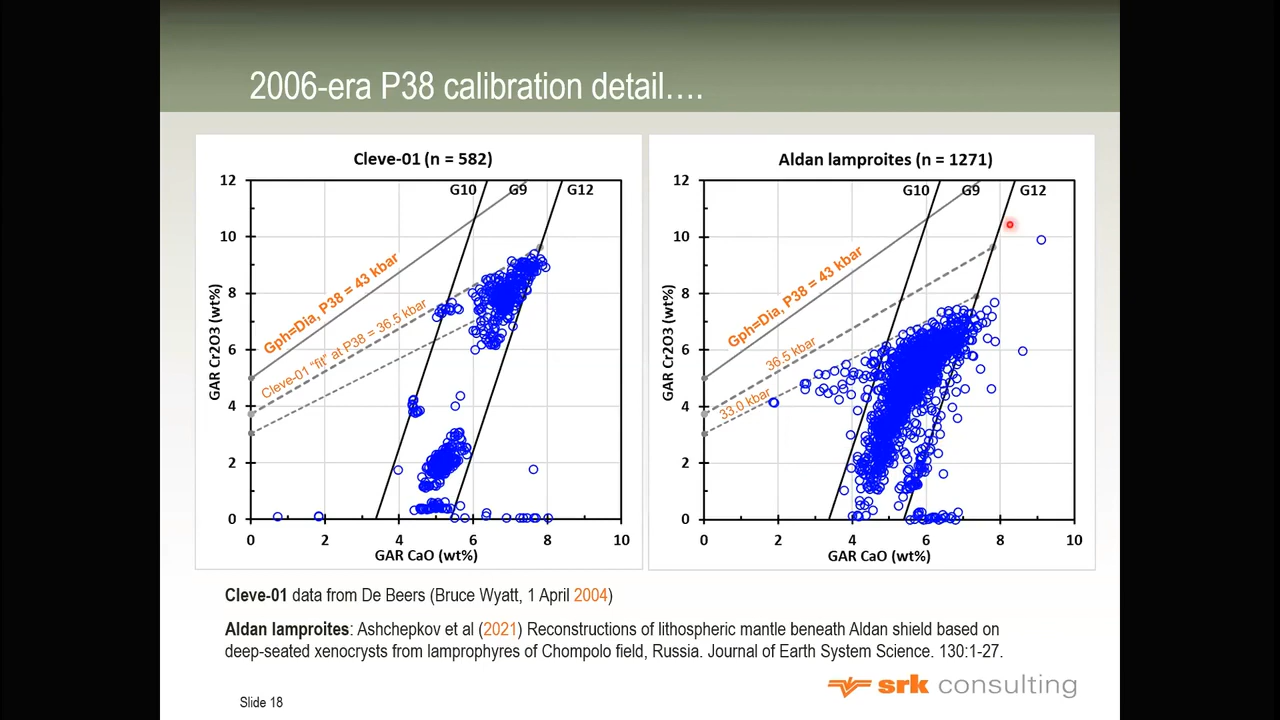 2006-era P38 calibration detail….
Cleve-01 (n = 582)
12
10
8
6
4
2
0
GAR Cr2O3 (wt%)
G10
G9
G12
Gph=Dia, P38 = 43 kbar
Cleve-01 "fit" at P38 = 36.5 kbar
0
2
4
6
8
10
GAR CaO (wt%)
Aldan lamproites (n = 1271)
12
10
8
6
4
2
0
GAR Cr2O3 (wt%)
G10
G9
G12
Gph=Dia, P38 = 43 kbar
36.5 kbar
33.0 kbar
0
2
4
6
8
10
GAR CaO (wt%)
Cleve-01 data from De Beers (Bruce Wyatt, 1 April 2004)
Aldan lamproites: Ashchepkov et al (2021) Reconstructions of lithospheric mantle beneath Aldan shield based on
deep-seated xenocrysts from lamprophyres of Chompolo field, Russia. Journal of Earth System Science. 130:1-27.
Slide 18
srk consulting